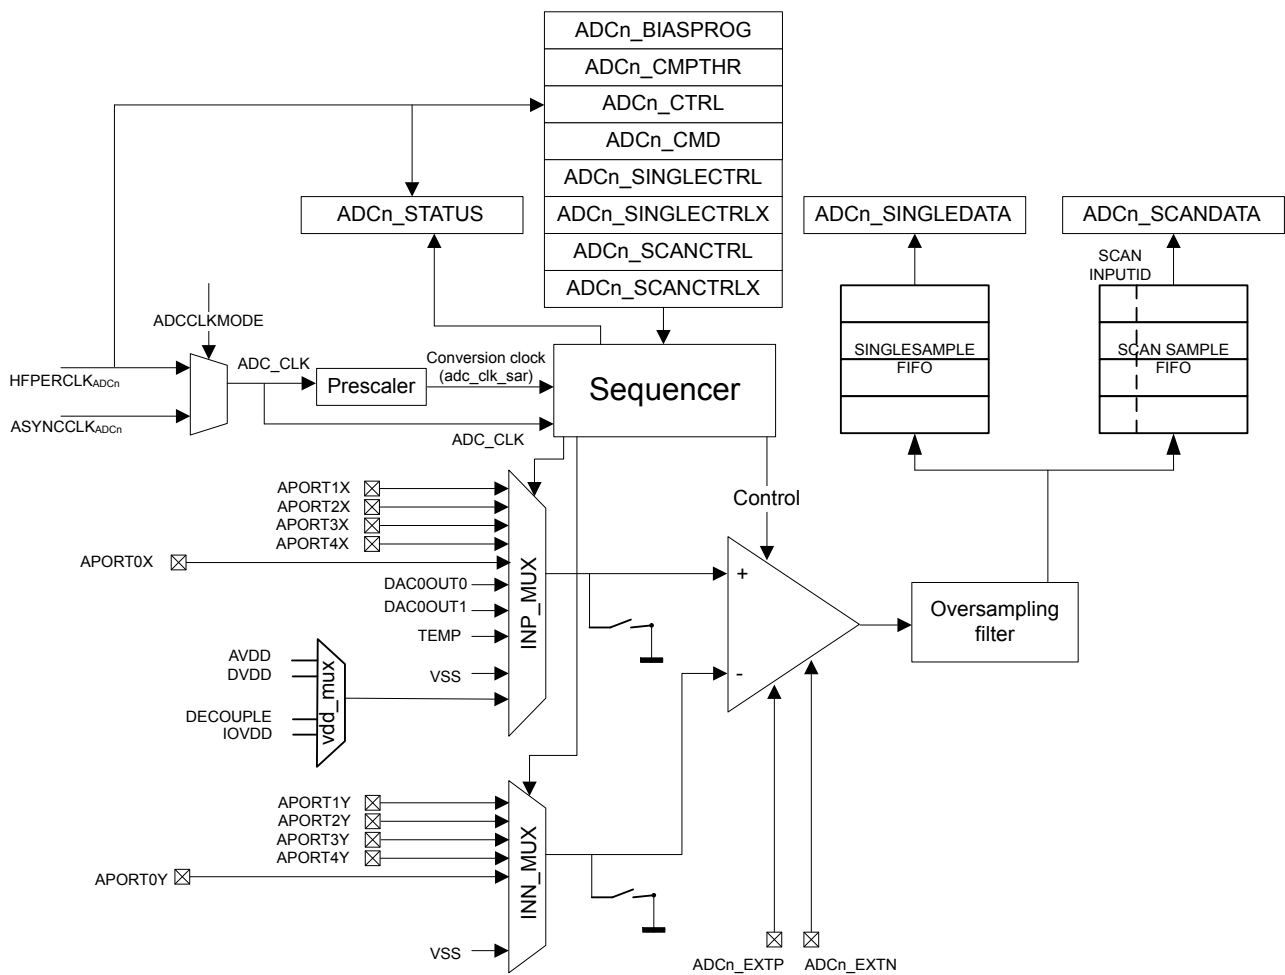 ADCn_BIASPROG
ADCn_CMPTHR
ADCn_CTRL
ADCn_CMD
ADCn_SINGLECTRL
ADCn_SINGLECTRLX
ADCn_SCANCTRL
ADCn_SCANCTRLX
ADCn_STATUS
ADCn_SINGLEDATA
ADCn_SCANDATA
SCAN
INPUTID
SINGLESAMPLE
FIFO
SCAN SAMPLE
FIFO
ADCCLKMODE
HFPERCLKADCn
ASYNCCLKADCn
ADC_CLK
Prescaler
Conversion clock
(adc_clk_sar)
Sequencer
ADC_CLK
Control
APORT1X
APORT2X
APORT3X
APORT4X
APORT0X
DAC0OUT0
DAC0OUT1
TEMP
VSS
INP_MUX
AVDD
DVDD
DECOUPLE
IOVDD
vdd_mux
+
-
Oversampling
filter
APORT1Y
APORT2Y
APORT3Y
APORT4Y
APORT0Y
VSS
INN_MUX
ADCn_EXTP
ADCn_EXTN